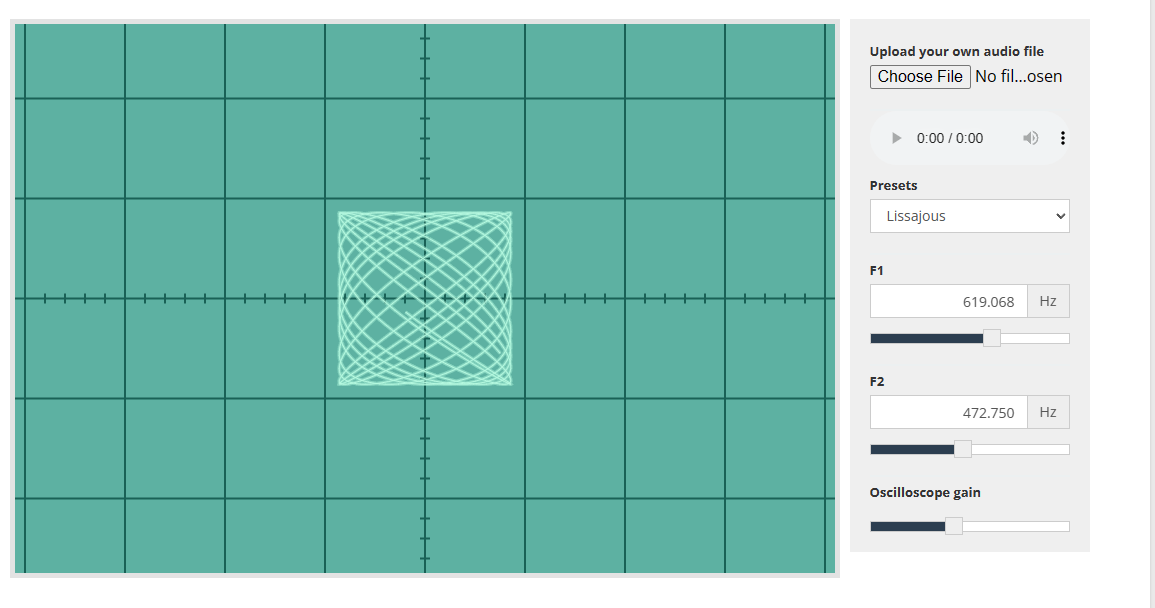 Upload your own audio file
Choose File No fil...osen
0:00 / 0:00
Presets
Lissajous
F1
619.068 Hz
F2
472.750 Hz
Oscilloscope gain